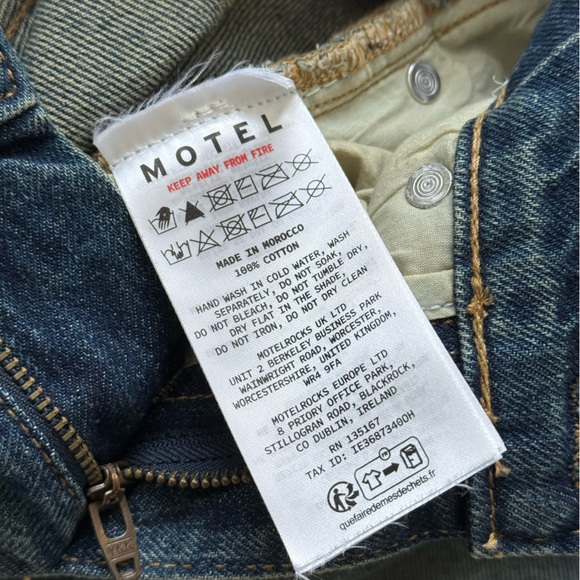 MOTEL
KEEP AWAY FROM FIRE
MADE IN MOROCCO
100% COTTON
HAND WASH IN COLD WATER, WASH
SEPARATELY, DO NOT SOAK,
DO NOT BLEACH, DO NOT TUMBLE DRY,
DRY FLAT IN THE SHADE,
DO NOT IRON, DO NOT DRY CLEAN
MOTELROCKS UK LTD
UNIT 2 BERKELEY BUSINESS PARK
WAINWRIGHT ROAD, WORCESTER,
WORCESTERSHIRE, UNITED KINGDOM,
WR4 9FA
MOTELROCKS EUROPE LTD
8 PRIORY OFFICE PARK,
STILLOGRAN ROAD, BLACKROCK,
CO DUBLIN, IRELAND
RN 135167
TAX ID: IE3687340OH
quefairedemesdechets.fr
YKK